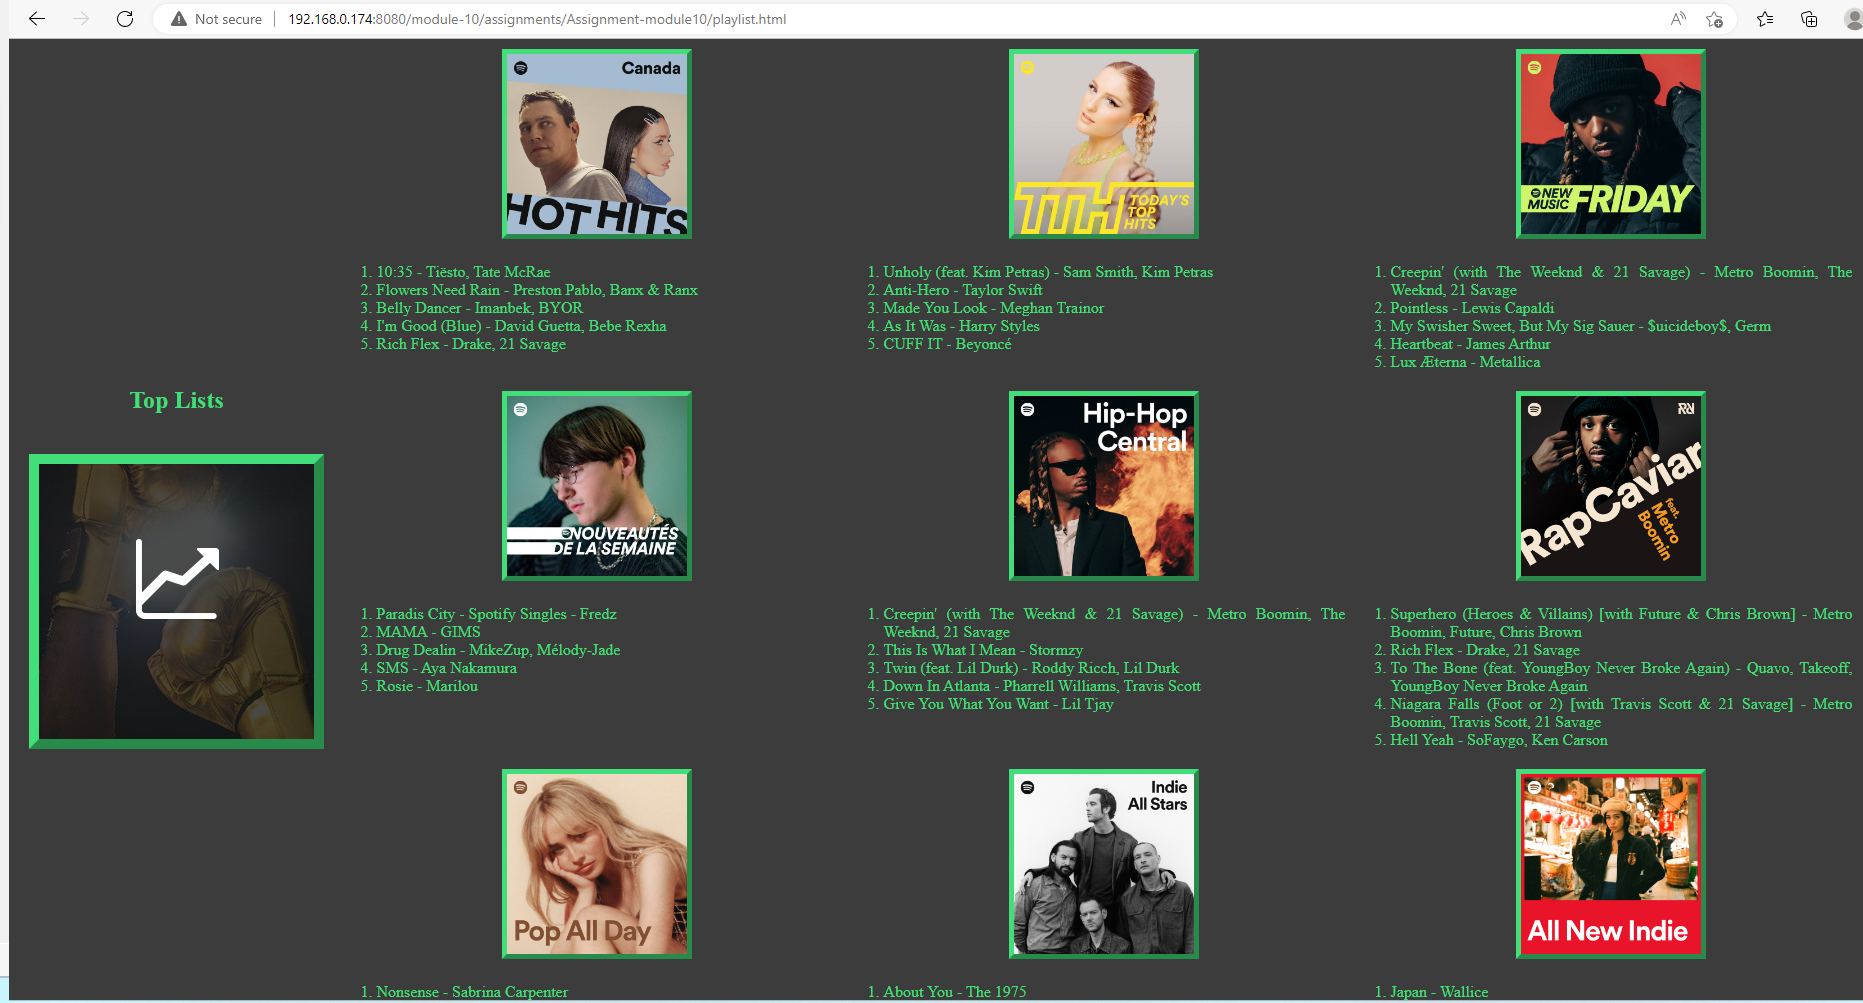 Not secure | 192.168.0.174:8080/module-10/assignments/Assignment-module10/playlist.html
Top Lists
Canada
HOT HITS
1. 10:35 - Tiësto, Tate McRae
2. Flowers Need Rain - Preston Pablo, Banx & Ranx
3. Belly Dancer - Imanbek, BYOR
4. I'm Good (Blue) - David Guetta, Bebe Rexha
5. Rich Flex - Drake, 21 Savage
TTH TODAY'S
TOP
HITS
1. Unholy (feat. Kim Petras) - Sam Smith, Kim Petras
2. Anti-Hero - Taylor Swift
3. Made You Look - Meghan Trainor
4. As It Was - Harry Styles
5. CUFF IT - Beyoncé
NEW
MUSIC FRIDAY
1. Creepin' (with The Weeknd & 21 Savage) - Metro Boomin, The
Weeknd, 21 Savage
2. Pointless - Lewis Capaldi
3. My Swisher Sweet, But My Sig Sauer - $uicideboy$, Germ
4. Heartbeat - James Arthur
5. Lux Æterna - Metallica
NOUVEAUTÉS
DE LA SEMAINE
1. Paradis City - Spotify Singles - Fredz
2. MAMA - GIMS
3. Drug Dealin - MikeZup, Mélody-Jade
4. SMS - Aya Nakamura
5. Rosie - Marilou
Hip-Hop
Central
1. Creepin' (with The Weeknd & 21 Savage) - Metro Boomin, The
Weeknd, 21 Savage
2. This Is What I Mean - Stormzy
3. Twin (feat. Lil Durk) - Roddy Ricch, Lil Durk
4. Down In Atlanta - Pharrell Williams, Travis Scott
5. Give You What You Want - Lil Tjay
RapCaviar
feat.
Metro
Boomin
1. Superhero (Heroes & Villains) [with Future & Chris Brown] - Metro
Boomin, Future, Chris Brown
2. Rich Flex - Drake, 21 Savage
3. To The Bone (feat. YoungBoy Never Broke Again) - Quavo, Takeoff,
YoungBoy Never Broke Again
4. Niagara Falls (Foot or 2) [with Travis Scott & 21 Savage] - Metro
Boomin, Travis Scott, 21 Savage
5. Hell Yeah - SoFaygo, Ken Carson
Pop All Day
1. Nonsense - Sabrina Carpenter
Indie
All Stars
1. About You - The 1975
All New Indie
1. Japan - Wallice